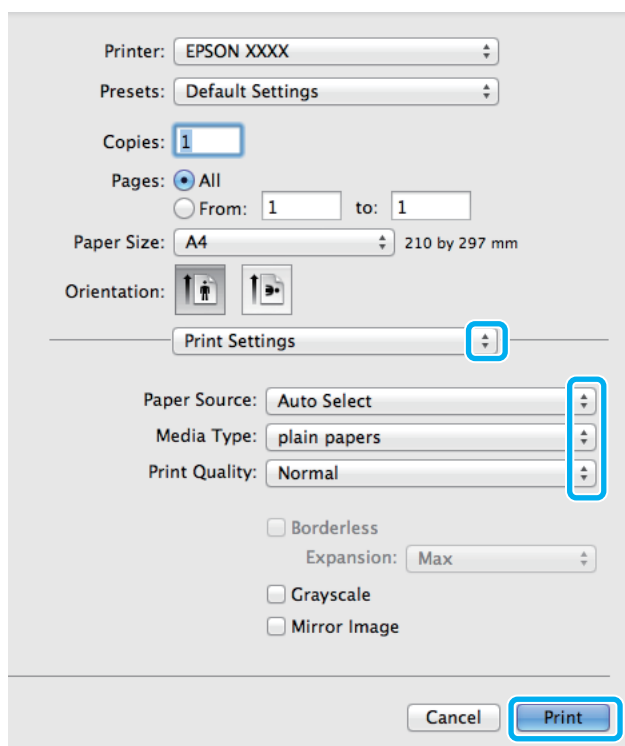 Printer: EPSON XXXX
Presets: Default Settings
Copies: 1
Pages: All
From: 1 to: 1
Paper Size: A4 210 by 297 mm
Orientation:
Print Settings
Paper Source: Auto Select
Media Type: plain papers
Print Quality: Normal
Borderless
Expansion: Max
Grayscale
Mirror Image
Cancel Print